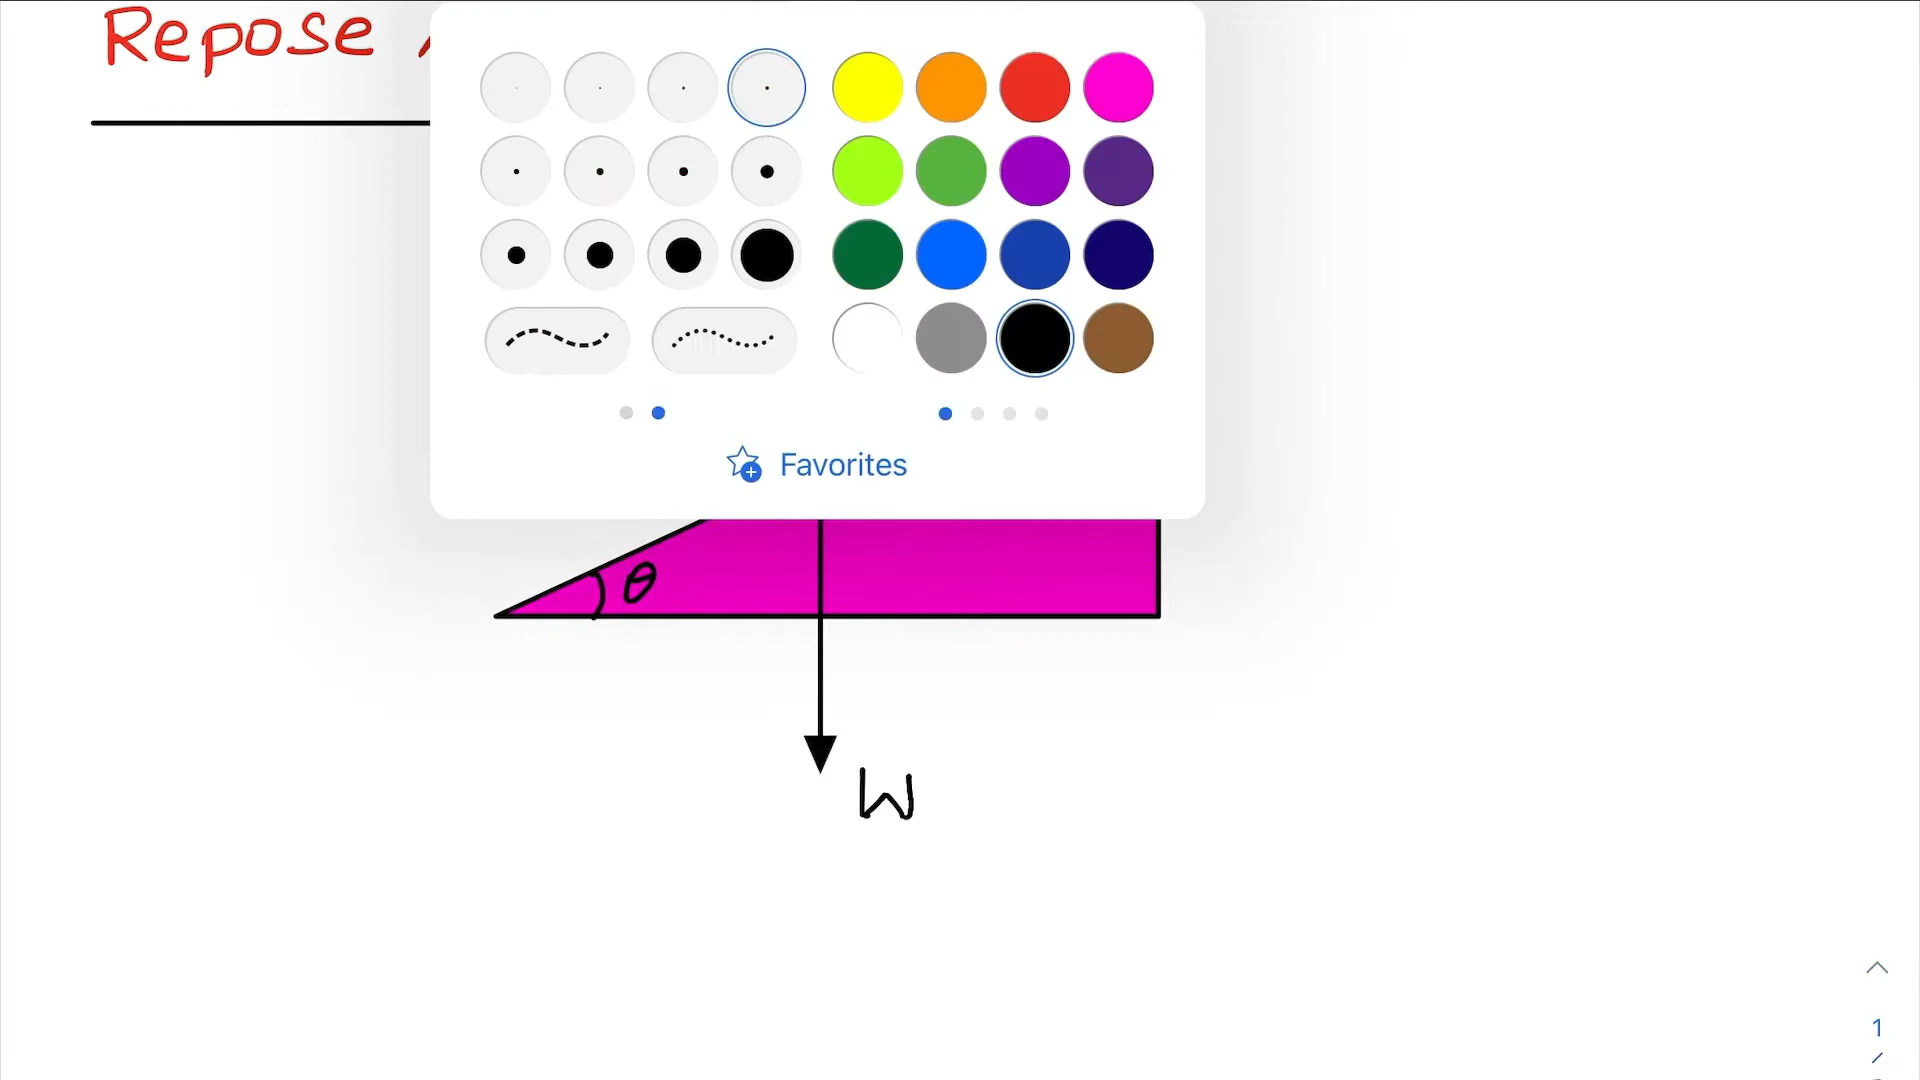 Repose
Favorites
θ
W
1
/